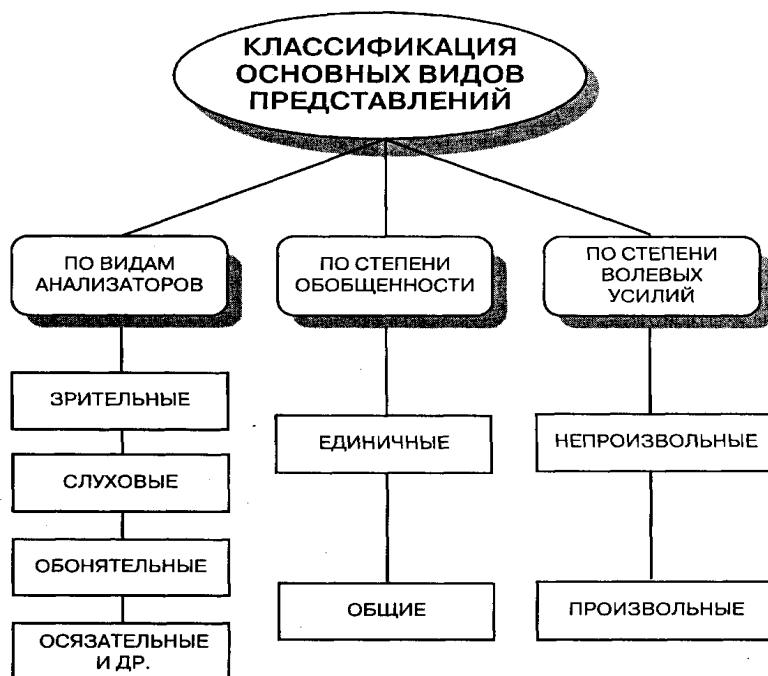 КЛАССИФИКАЦИЯ
ОСНОВНЫХ ВИДОВ
ПРЕДСТАВЛЕНИЙ
ПО ВИДАМ
АНАЛИЗАТОРОВ
ЗРИТЕЛЬНЫЕ
СЛУХОВЫЕ
ОБОНЯТЕЛЬНЫЕ
ОСЯЗАТЕЛЬНЫЕ
И ДР.
ПО СТЕПЕНИ
ОБОБЩЕННОСТИ
ЕДИНИЧНЫЕ
ОБЩИЕ
ПО СТЕПЕНИ
ВОЛЕВЫХ
УСИЛИЙ
НЕПРОИЗВОЛЬНЫЕ
ПРОИЗВОЛЬНЫЕ